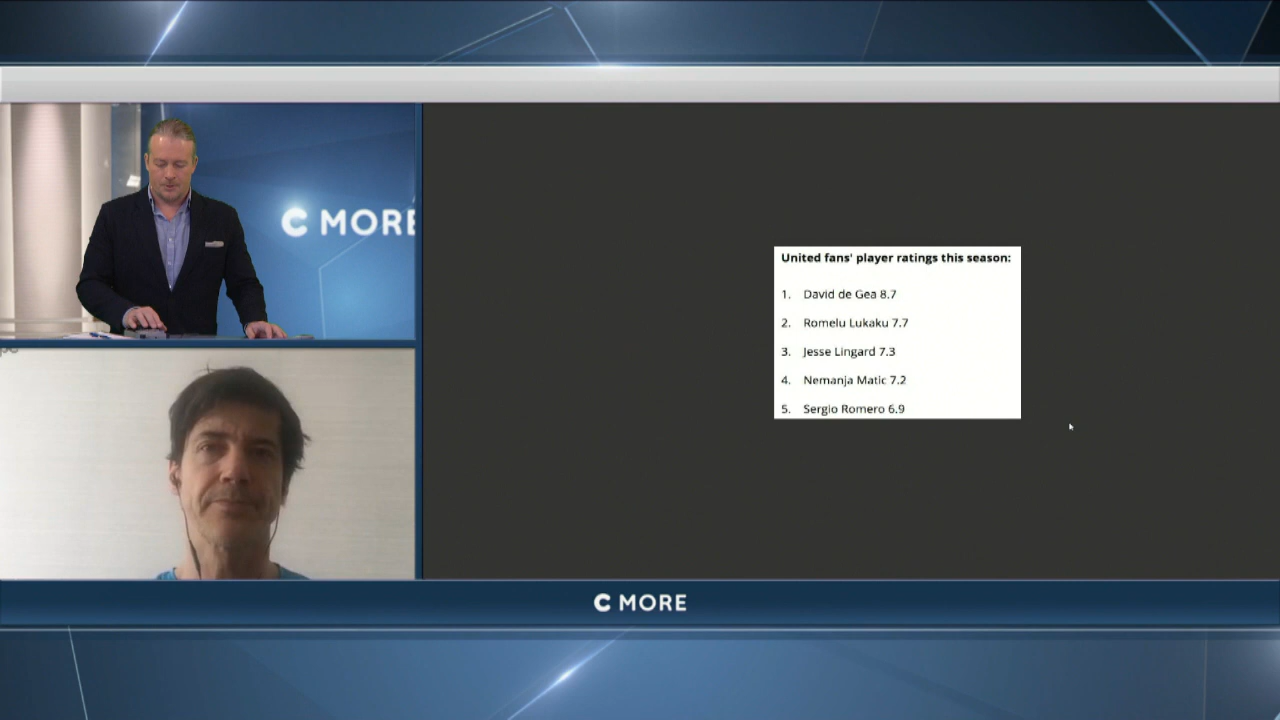 C MORE
United fans' player ratings this season:
1. David de Gea 8.7
2. Romelu Lukaku 7.7
3. Jesse Lingard 7.3
4. Nemanja Matic 7.2
5. Sergio Romero 6.9
C MORE